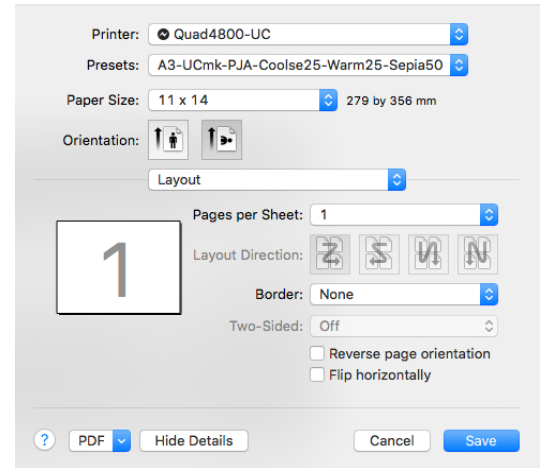 Printer: Quad4800-UC
Presets: A3-UCmk-PJA-Coolse25-Warm25-Sepia50
Paper Size: 11 x 14 279 by 356 mm
Orientation:
Layout
Pages per Sheet: 1
1
Layout Direction:
Border: None
Two-Sided: Off
Reverse page orientation
Flip horizontally
? PDF Hide Details Cancel Save